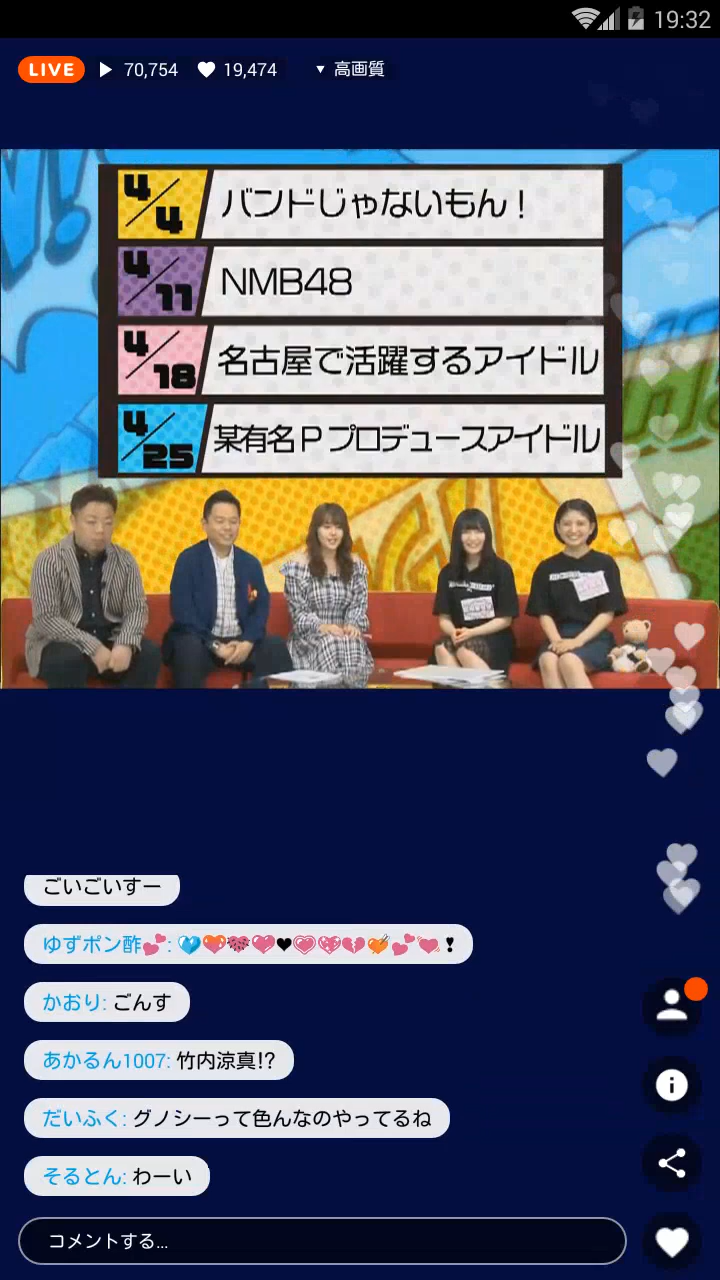 19:32
LIVE 70,754 19,474 高画質
4/4 バンドじゃないもん!
4/11 NMB48
4/18 名古屋で活躍するアイドル
4/25 某有名Pプロデュースアイドル
ごいごいすー
ゆずポン酢💕: 💙🧡🍉💗🖤💗💖💔💘💕💓❣
かおり: ごんす
あかるん1007: 竹内涼真!?
だいふく: グノシーって色んなのやってるね
そるとん: わーい
コメントする...